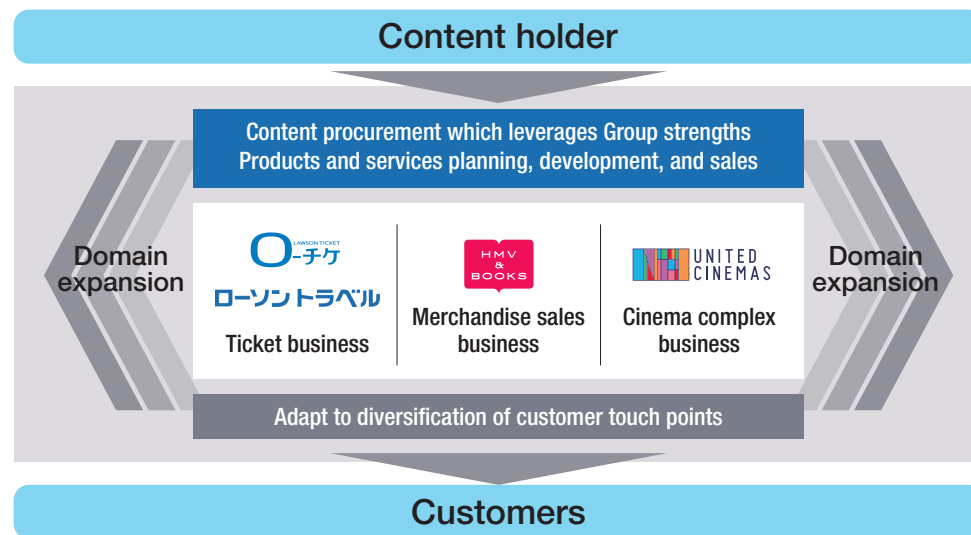 Content holder
Content procurement which leverages Group strengths
Products and services planning, development, and sales
Domain
expansion
LAWSON TICKET
ローチケ
ローソントラベル
Ticket business
HMV
&
BOOKS
Merchandise sales
business
UNITED
CINEMAS
Cinema complex
business
Domain
expansion
Adapt to diversification of customer touch points
Customers